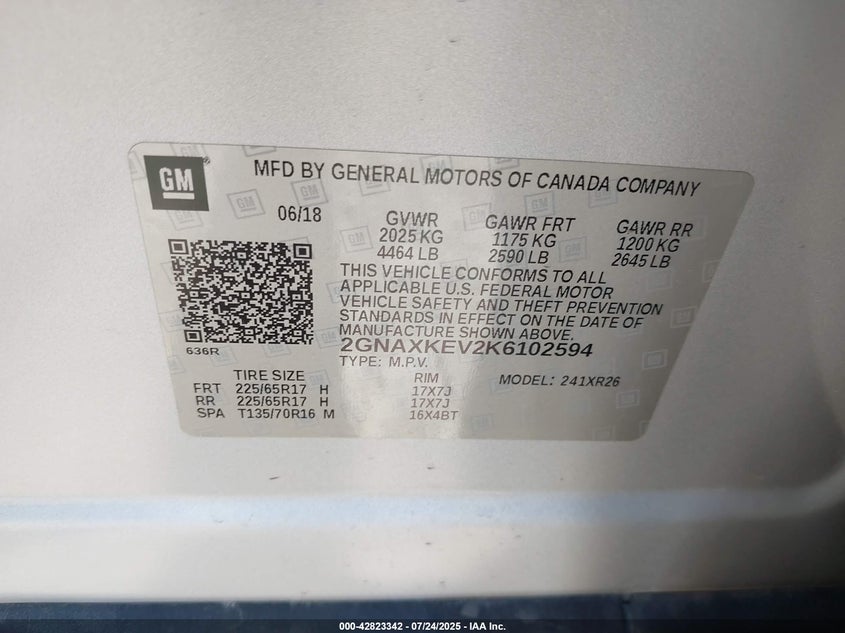 GM
MFD BY GENERAL MOTORS OF CANADA COMPANY
06/18 GVWR GAWR FRT GAWR RR
2025 KG 1175 KG 1200 KG
4464 LB 2590 LB 2645 LB
THIS VEHICLE CONFORMS TO ALL
APPLICABLE U.S. FEDERAL MOTOR
VEHICLE SAFETY AND THEFT PREVENTION
STANDARDS IN EFFECT ON THE DATE OF
MANUFACTURE SHOWN ABOVE.
636R
2GNAXKEV2K6102594
TYPE: M.P.V.
TIRE SIZE RIM MODEL: 241XR26
FRT 225/65R17 H 17X7J
RR 225/65R17 H 17X7J
SPA T135/70R16 M 16X4BT
000-42823342 / 07/24/2025 - IAA Inc.